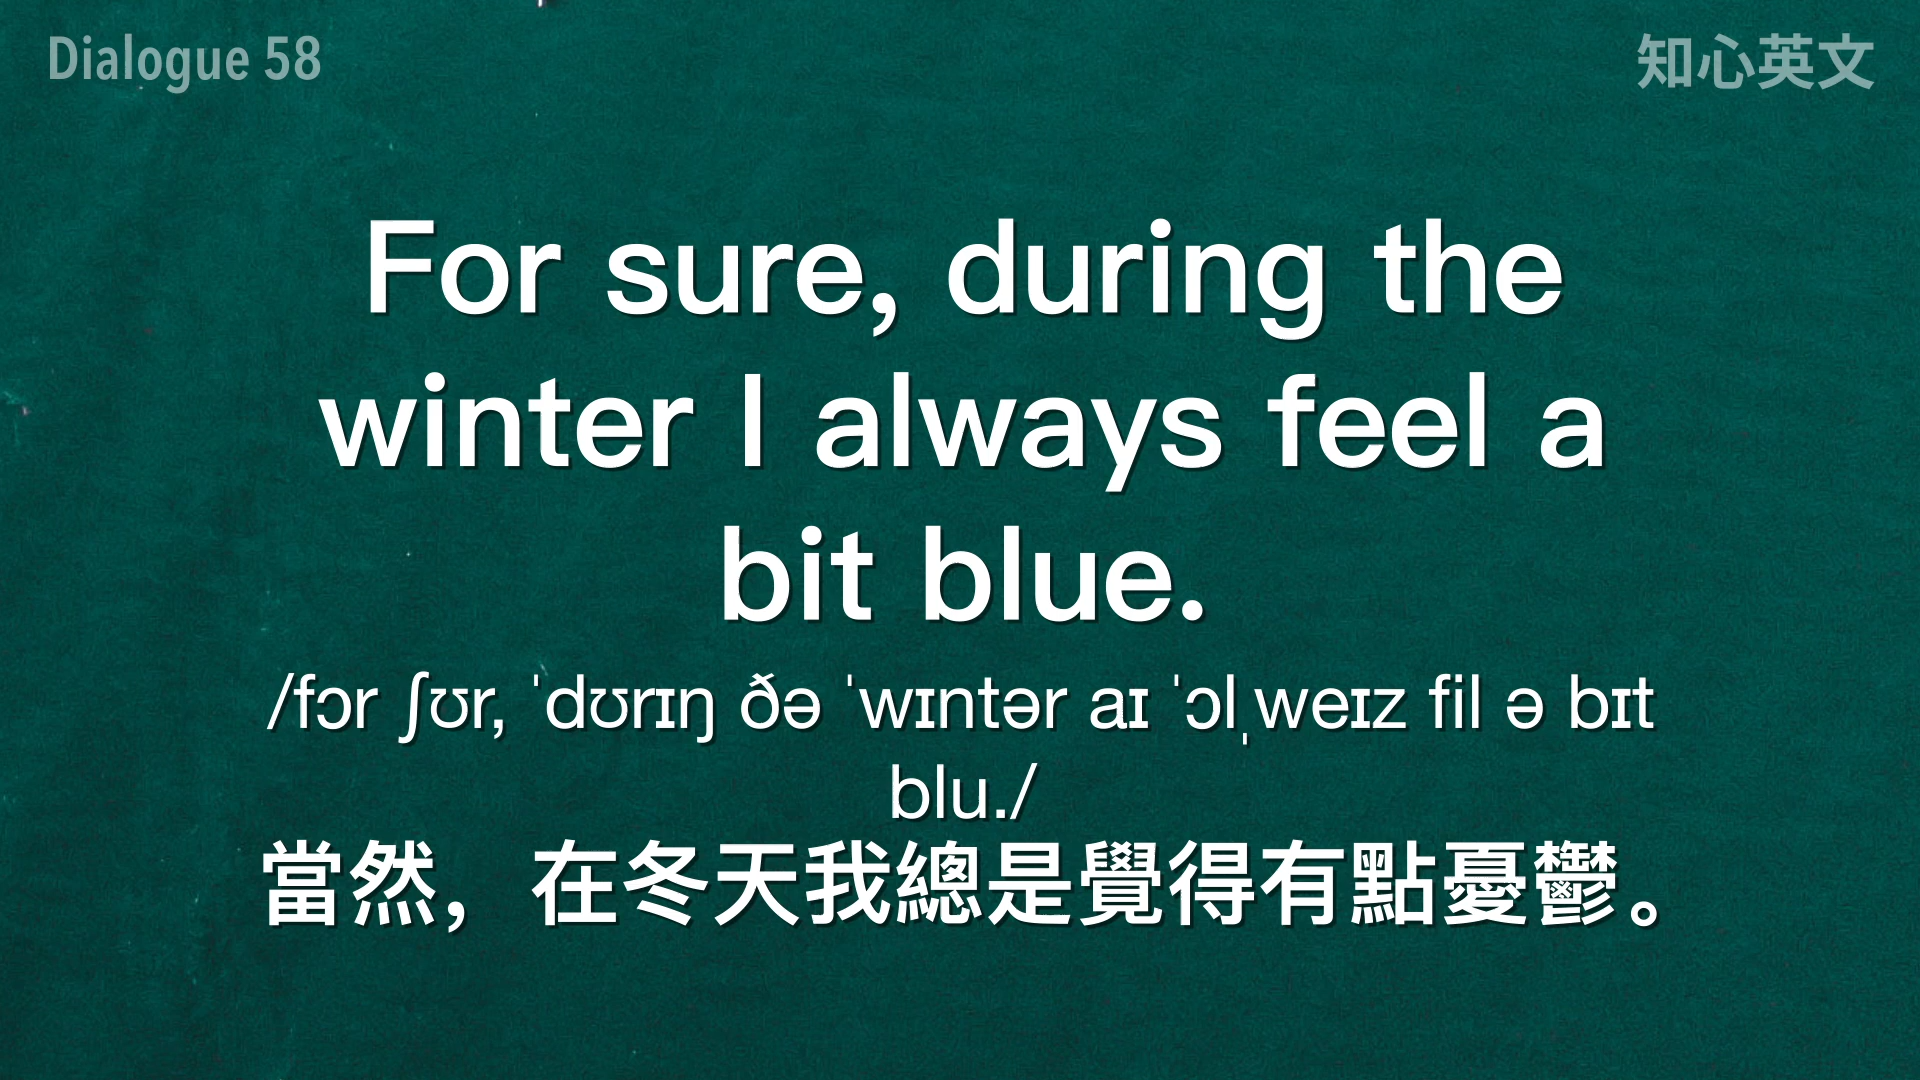 Dialogue 58
知心英文
For sure, during the
winter I always feel a
bit blue.
/fɔr ʃʊr, ˈdʊrɪŋ ðə ˈwɪntər aɪ ˈɔlˌweɪz fil ə bɪt
blu./
當然，在冬天我總是覺得有點憂鬱。